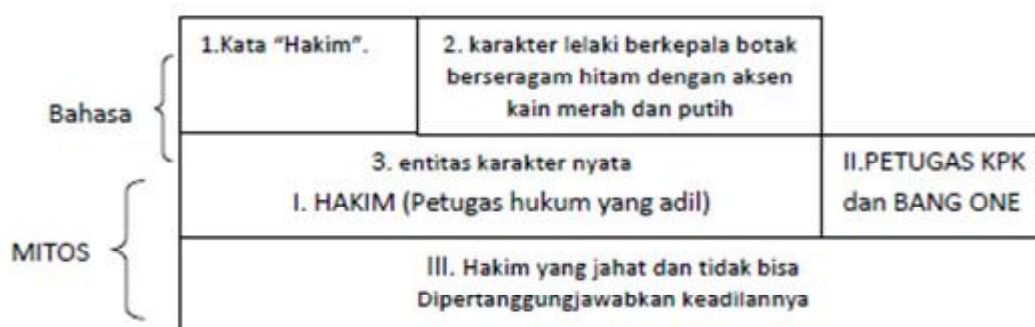 1.Kata “Hakim”.
2. karakter lelaki berkepala botak
berseragam hitam dengan aksen
kain merah dan putih
Bahasa
3. entitas karakter nyata
I. HAKIM (Petugas hukum yang adil)
II.PETUGAS KPK
dan BANG ONE
MITOS
III. Hakim yang jahat dan tidak bisa
Dipertanggungjawabkan keadilannya